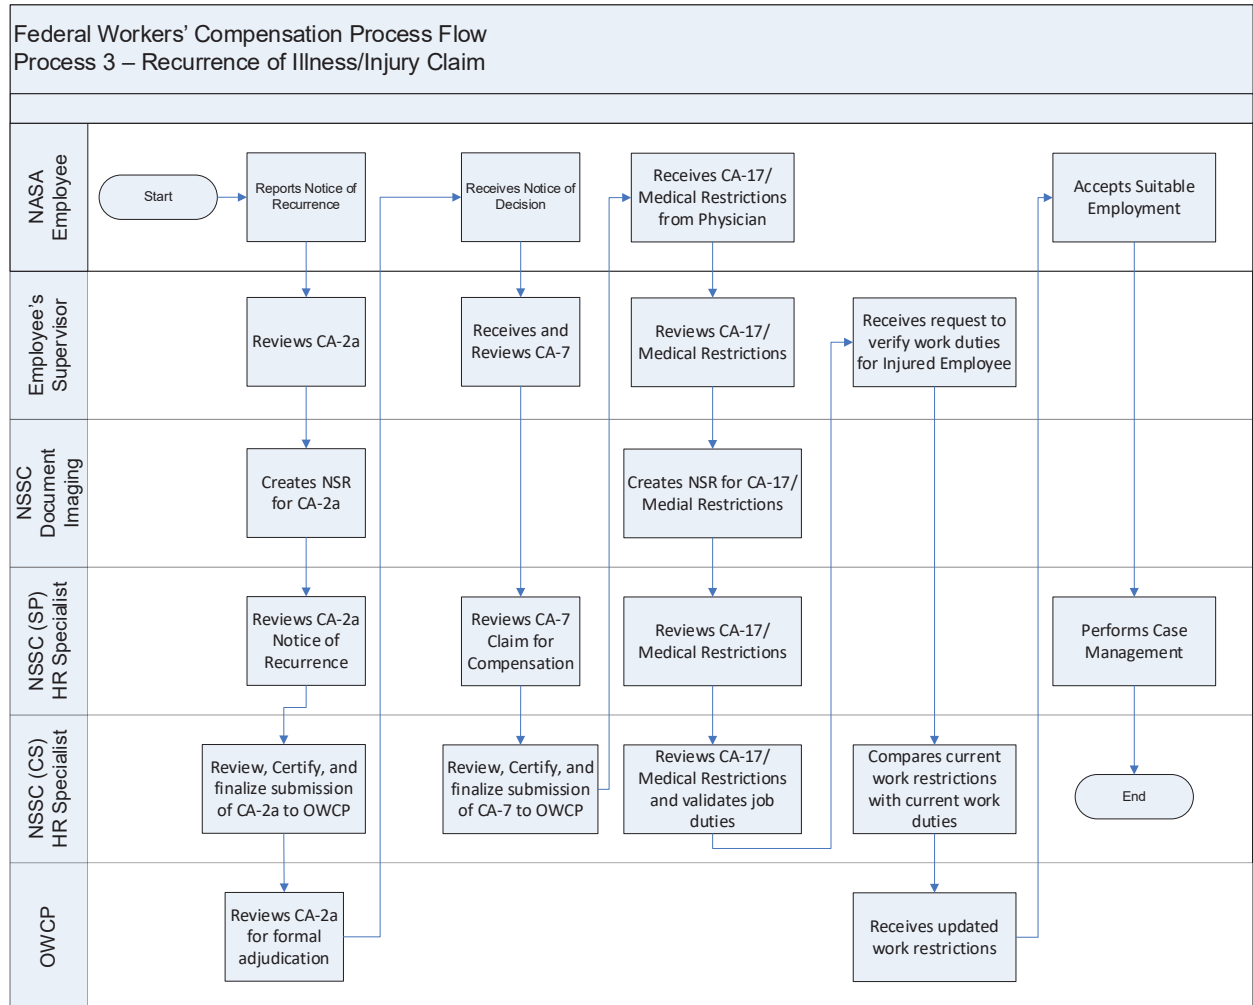 Federal Workers’ Compensation Process Flow
Process 3 – Recurrence of Illness/Injury Claim
NASA
Employee
Start
Reports Notice of
Recurrence
Receives Notice of
Decision
Receives CA-17/
Medical Restrictions
from Physician
Accepts Suitable
Employment
Employee’s
Supervisor
Reviews CA-2a
Receives and
Reviews CA-7
Reviews CA-17/
Medical Restrictions
Receives request to
verify work duties
for Injured Employee
NSSC
Document
Imaging
Creates NSR
for CA-2a
Creates NSR for CA-17/
Medial Restrictions
NSSC (SP)
HR Specialist
Reviews CA-2a
Notice of
Recurrence
Reviews CA-7
Claim for
Compensation
Reviews CA-17/
Medical Restrictions
Performs Case
Management
NSSC (CS)
HR Specialist
Review, Certify, and
finalize submission
of CA-2a to OWCP
Review, Certify, and
finalize submission
of CA-7 to OWCP
Reviews CA-17/
Medical Restrictions
and validates job
duties
Compares current
work restrictions
with current work
duties
End
OWCP
Reviews CA-2a
for formal
adjudication
Receives updated
work restrictions